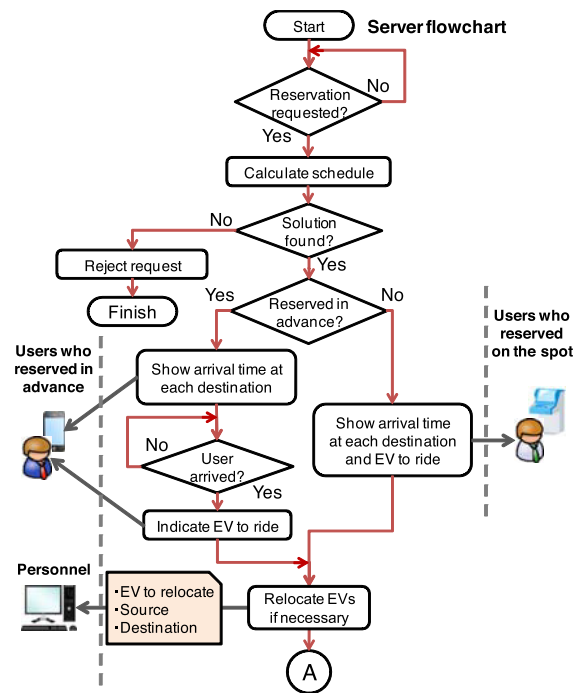 Start
Server flowchart
Reservation
requested?
No
Yes
Calculate schedule
No
Solution
found?
Yes
Reject request
Finish
Yes
Reserved in
advance?
No
Users who
reserved
on the spot
Users who
reserved in
advance
Show arrival time at
each destination
Show arrival time
at each destination
and EV to ride
No
User
arrived?
Yes
Indicate EV to ride
Personnel
・EV to relocate
・Source
・Destination
Relocate EVs
if necessary
A